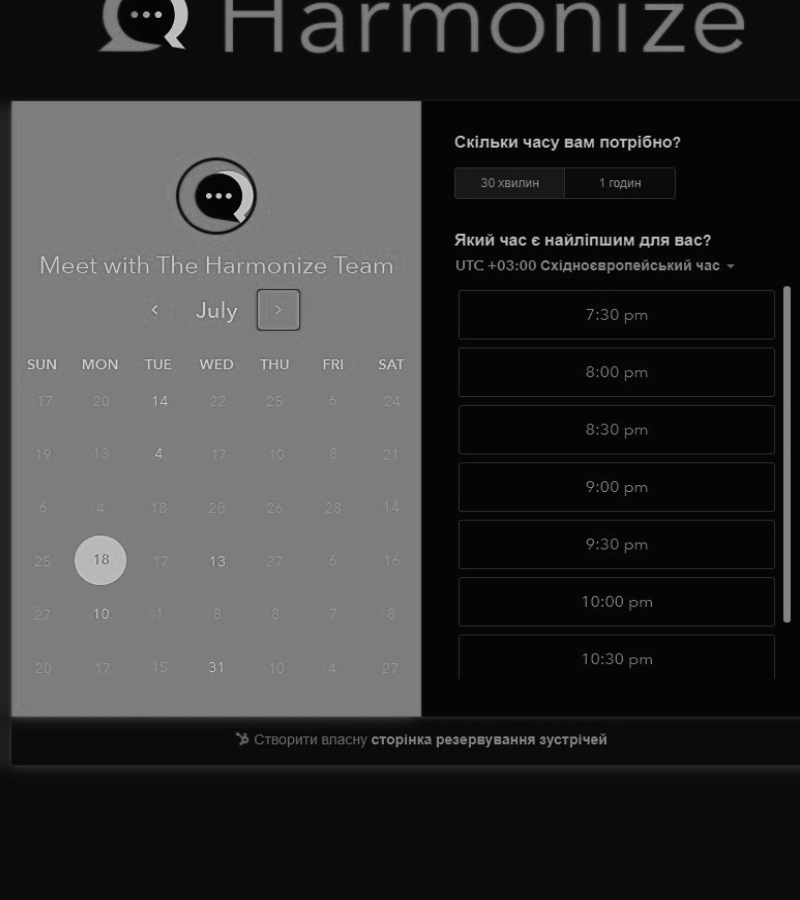 Harmonize
Meet with The Harmonize Team
July
SUN MON TUE WED THU FRI SAT
17 20 14 22 25 6 24
19 13 4 17 10 8 21
6 4 18 28 26 28 14
25 18 17 13 27 6 16
27 10 1 8 8 7 8
20 17 15 31 10 4 27
Скільки часу вам потрібно?
30 хвилин 1 годин
Який час є найліпшим для вас?
UTC +03:00 Східноєвропейський час
7:30 pm
8:00 pm
8:30 pm
9:00 pm
9:30 pm
10:00 pm
10:30 pm
Створити власну сторінка резервування зустрічей